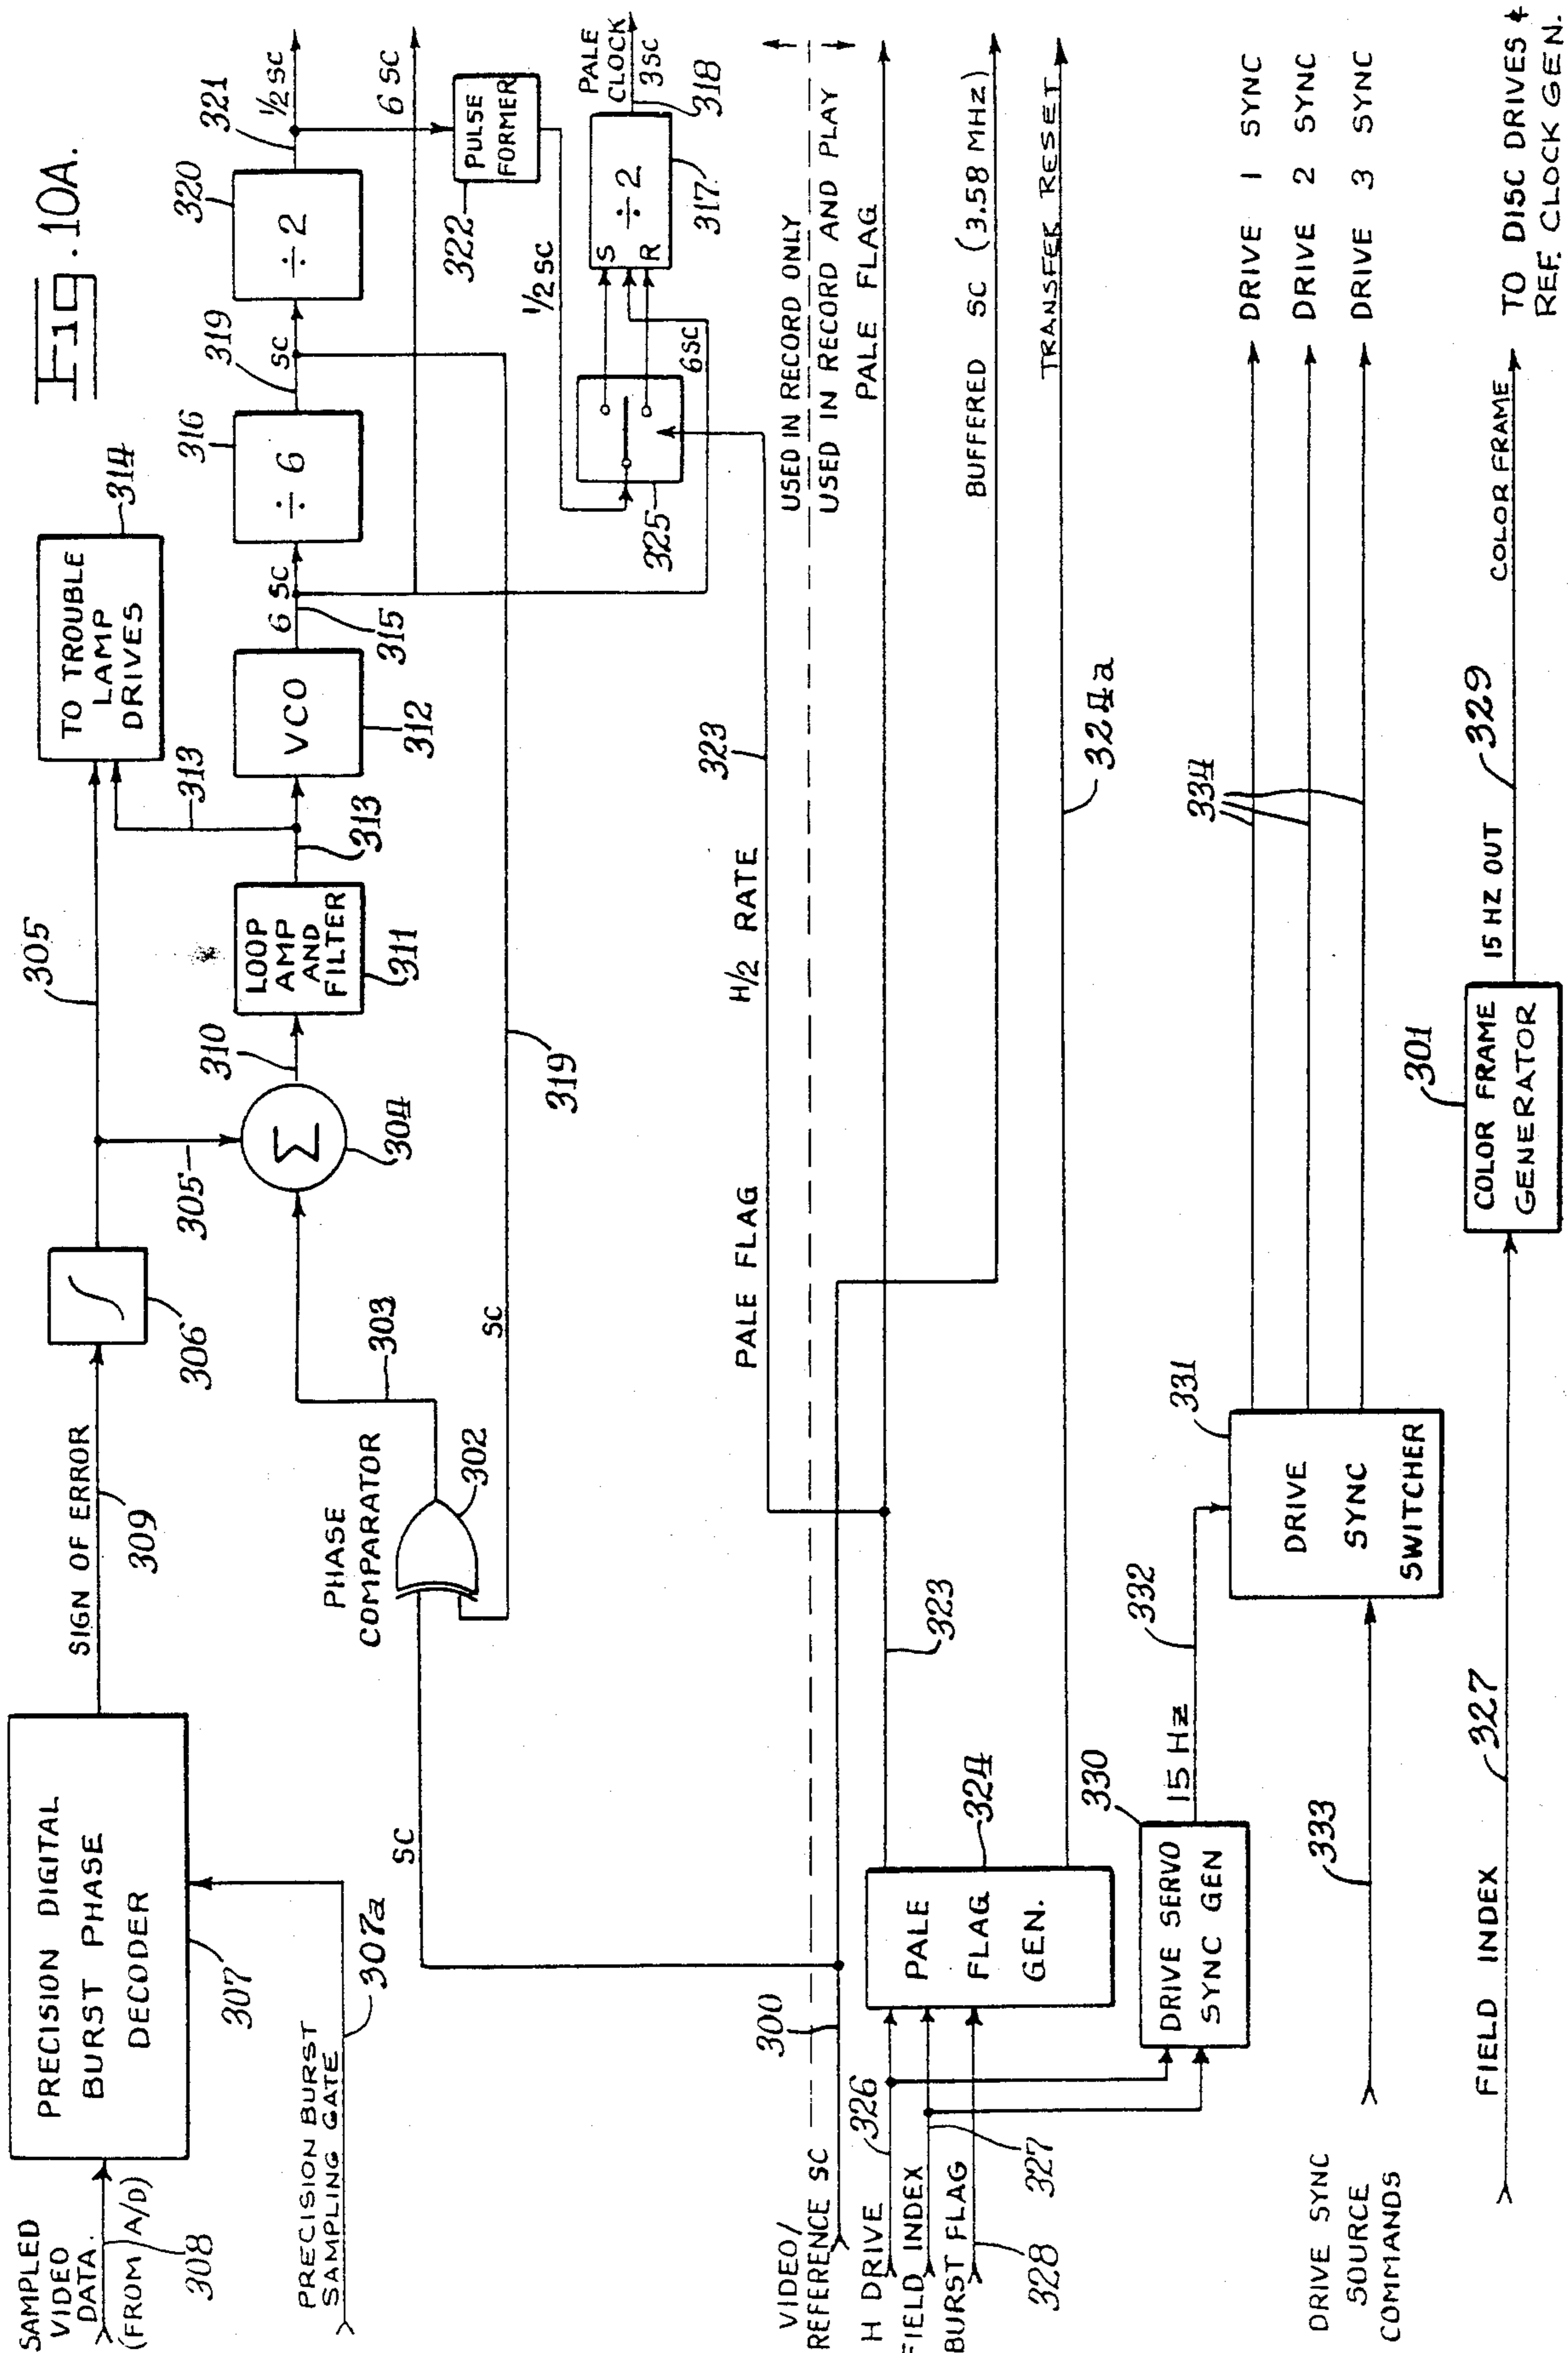 Fig. 10A.
SAMPLED
VIDEO
DATA.
(FROM A/D)
308
PRECISION DIGITAL
BURST PHASE
DECODER
307
PRECISION BURST
SAMPLING GATE
307a
SIGN OF ERROR
309
306
305
305
TO TROUBLE
LAMP
DRIVES
314
SC
PHASE
COMPARATOR
302
303
Σ
304
310
LOOP
AMP
AND
FILTER
311
313
313
VCO
312
6 SC
315
÷ 6
316
SC
319
÷ 2
320
321
1/2 SC
6 SC
SC
319
PULSE
FORMER
322
1/2 SC
325
6SC
S
÷ 2
R
317
PALE
CLOCK
3 SC
318
PALE FLAG
H/2 RATE
323
USED IN RECORD ONLY
USED IN RECORD AND PLAY
VIDEO/
REFERENCE SC
300
H DRIVE
326
FIELD INDEX
327
BURST FLAG
328
PALE
FLAG
GEN.
324
323
PALE FLAG
BUFFERED SC (3.58 MHZ)
TRANSFER RESET
324a
DRIVE SERVO
SYNC GEN
330
15 Hz
332
DRIVE SYNC
SOURCE
COMMANDS
333
DRIVE
SYNC
SWITCHER
331
334
DRIVE 1 SYNC
DRIVE 2 SYNC
DRIVE 3 SYNC
FIELD INDEX
327
COLOR FRAME
GENERATOR
301
15 HZ OUT
329
COLOR FRAME
TO DISC DRIVES &
REF. CLOCK GEN.